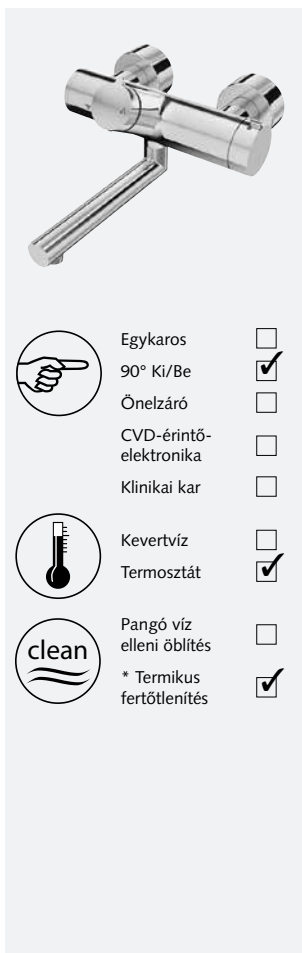 Egykaros
90° Ki/Be
Önelzáró
CVD-érintő-
elektronika
Klinikai kar
Kevertvíz
Termosztát
clean
Pangó víz
elleni öblítés
* Termikus
fertőtlenítés